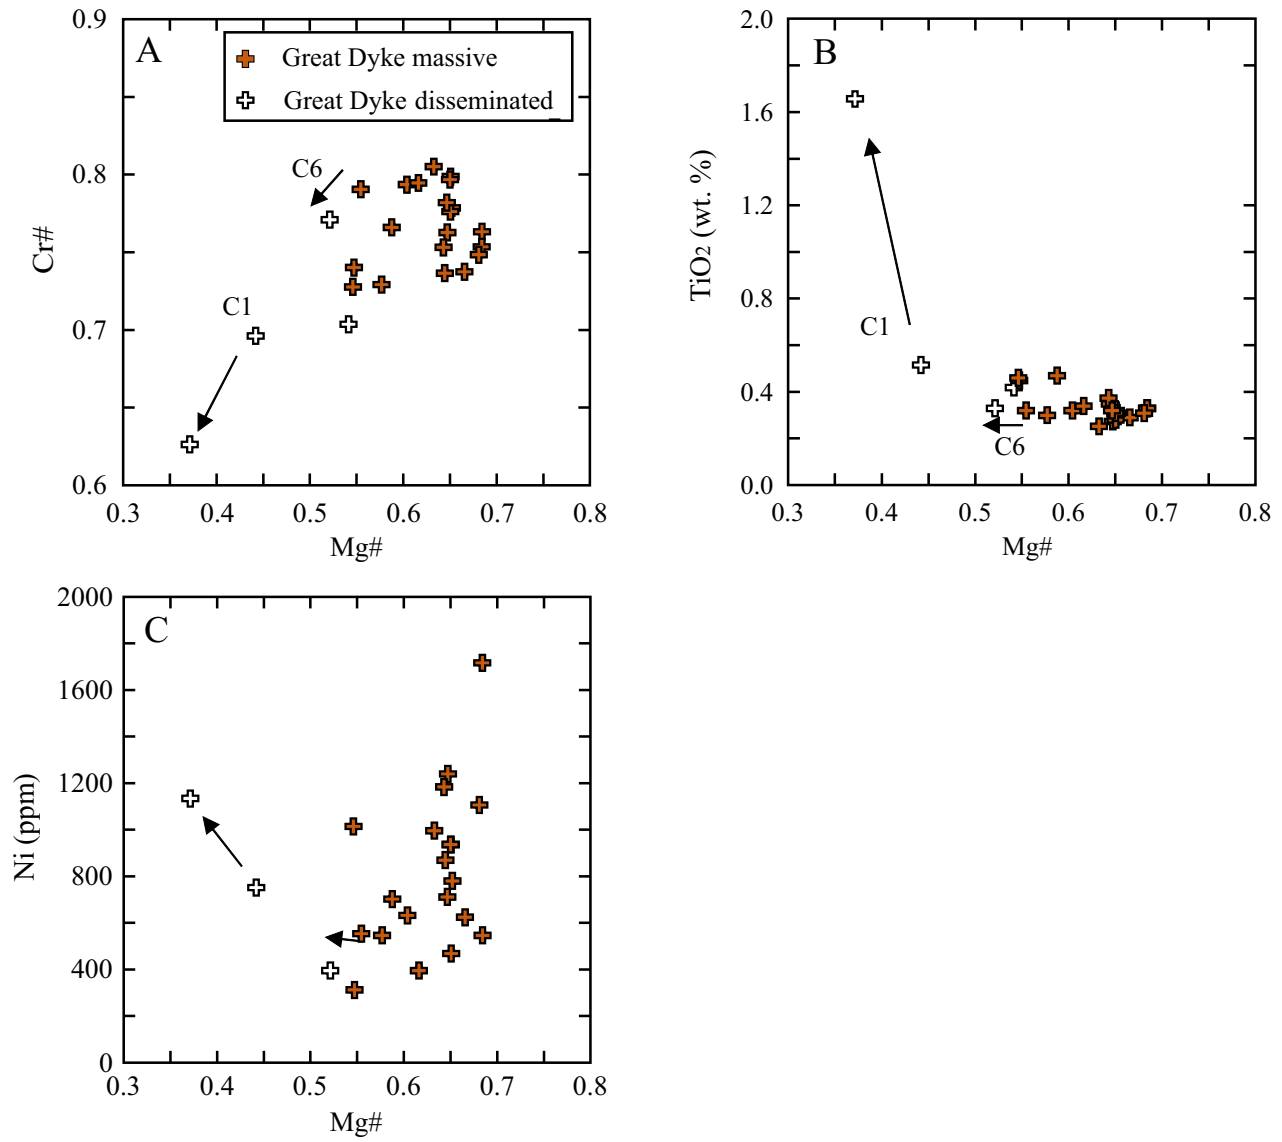 A
Great Dyke massive
Great Dyke disseminated
C6
C1
0.9
0.8
0.7
0.6
Cr#
0.3 0.4 0.5 0.6 0.7 0.8
Mg#
B
2.0
1.6
1.2
0.8
0.4
0.0
TiO2 (wt. %)
C1
C6
0.3 0.4 0.5 0.6 0.7 0.8
Mg#
C
2000
1600
1200
800
400
0
Ni (ppm)
0.3 0.4 0.5 0.6 0.7 0.8
Mg#